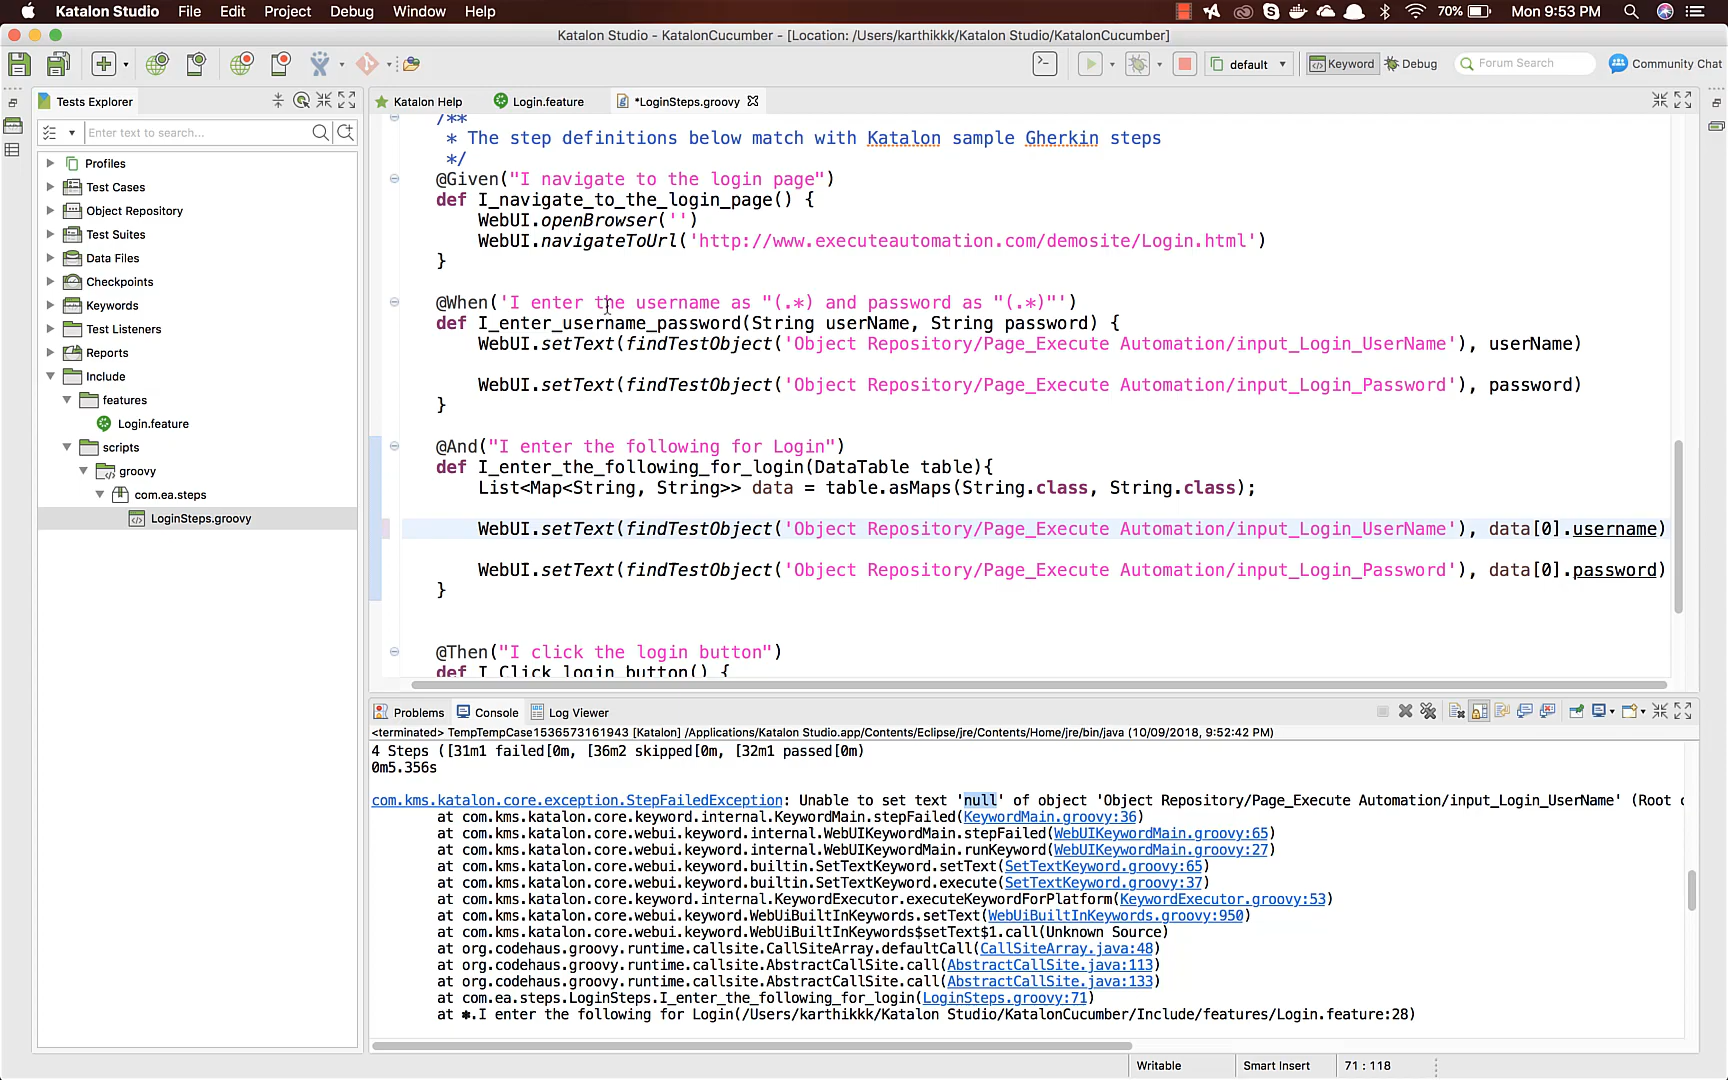 Katalon Studio File Edit Project Debug Window Help 70% Mon 9:53 PM
Katalon Studio - KatalonCucumber - [Location: /Users/karthikkk/Katalon Studio/KatalonCucumber]
default Keyword Debug Forum Search Community Chat
Tests Explorer
Enter text to search...
Profiles
Test Cases
Object Repository
Test Suites
Data Files
Checkpoints
Keywords
Test Listeners
Reports
Include
features
Login.feature
scripts
groovy
com.ea.steps
LoginSteps.groovy
Katalon Help Login.feature *LoginSteps.groovy
/**
* The step definitions below match with Katalon sample Gherkin steps
*/
@Given("I navigate to the login page")
def I_navigate_to_the_login_page() {
WebUI.openBrowser('')
WebUI.navigateToUrl('http://www.executeautomation.com/demosite/Login.html')
}
@When('I enter the username as "(.*) and password as "(.*)"')
def I_enter_username_password(String userName, String password) {
WebUI.setText(findTestObject('Object Repository/Page_Execute Automation/input_Login_UserName'), userName)
WebUI.setText(findTestObject('Object Repository/Page_Execute Automation/input_Login_Password'), password)
}
@And("I enter the following for Login")
def I_enter_the_following_for_login(DataTable table){
List<Map<String, String>> data = table.asMaps(String.class, String.class);
WebUI.setText(findTestObject('Object Repository/Page_Execute Automation/input_Login_UserName'), data[0].username)
WebUI.setText(findTestObject('Object Repository/Page_Execute Automation/input_Login_Password'), data[0].password)
}
@Then("I click the login button")
def I_Click_login_button() {
Problems Console Log Viewer
<terminated> TempTempCase1536573161943 [Katalon] /Applications/Katalon Studio.app/Contents/Eclipse/jre/Contents/Home/jre/bin/java (10/09/2018, 9:52:42 PM)
4 Steps ([31m1 failed[0m, [36m2 skipped[0m, [32m1 passed[0m)
0m5.356s
com.kms.katalon.core.exception.StepFailedException: Unable to set text 'null' of object 'Object Repository/Page_Execute Automation/input_Login_UserName' (Root c
at com.kms.katalon.core.keyword.internal.KeywordMain.stepFailed(KeywordMain.groovy:36)
at com.kms.katalon.core.webui.keyword.internal.WebUIKeywordMain.stepFailed(WebUIKeywordMain.groovy:65)
at com.kms.katalon.core.webui.keyword.internal.WebUIKeywordMain.runKeyword(WebUIKeywordMain.groovy:27)
at com.kms.katalon.core.webui.keyword.builtin.SetTextKeyword.setText(SetTextKeyword.groovy:65)
at com.kms.katalon.core.webui.keyword.builtin.SetTextKeyword.execute(SetTextKeyword.groovy:37)
at com.kms.katalon.core.keyword.internal.KeywordExecutor.executeKeywordForPlatform(KeywordExecutor.groovy:53)
at com.kms.katalon.core.webui.keyword.WebUiBuiltInKeywords.setText(WebUiBuiltInKeywords.groovy:950)
at com.kms.katalon.core.webui.keyword.WebUiBuiltInKeywords$setText$1.call(Unknown Source)
at org.codehaus.groovy.runtime.callsite.CallSiteArray.defaultCall(CallSiteArray.java:48)
at org.codehaus.groovy.runtime.callsite.AbstractCallSite.call(AbstractCallSite.java:113)
at org.codehaus.groovy.runtime.callsite.AbstractCallSite.call(AbstractCallSite.java:133)
at com.ea.steps.LoginSteps.I_enter_the_following_for_login(LoginSteps.groovy:71)
at ✽.I enter the following for Login(/Users/karthikkk/Katalon Studio/KatalonCucumber/Include/features/Login.feature:28)
Writable Smart Insert 71 : 118